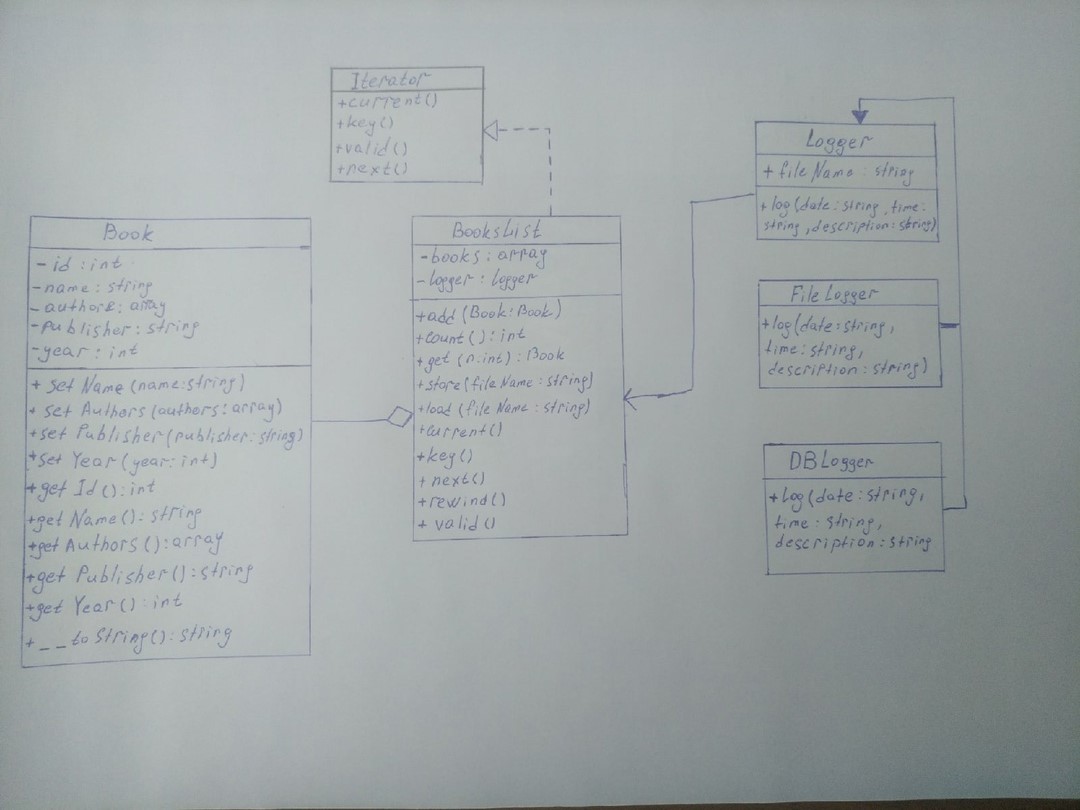 Iterator
+current()
+key()
+valid()
+next()
Book
- id : int
- name : string
- authors : array
- Publisher : string
- year : int
+ set Name (name:string)
+ set Authors (authors: array)
+ set Publisher (publisher:string)
+ set Year (year: int)
+ get Id () : int
+ get Name() : string
+ get Authors () : array
+ get Publisher () : string
+ get Year () : int
+ __to String() : string
BooksList
- books : array
- logger : logger
+ add (Book: Book)
+ count () : int
+ get (n:int) : Book
+ store (file Name : string)
+ load (file Name : string)
+ current()
+ key()
+ next()
+ rewind()
+ valid ()
Logger
+ file Name : string
+ log (date : string, time:
string, description: string)
File Logger
+ log (date : string,
time : string,
description : string)
DB Logger
+ Log (date : string,
time : string,
description : string